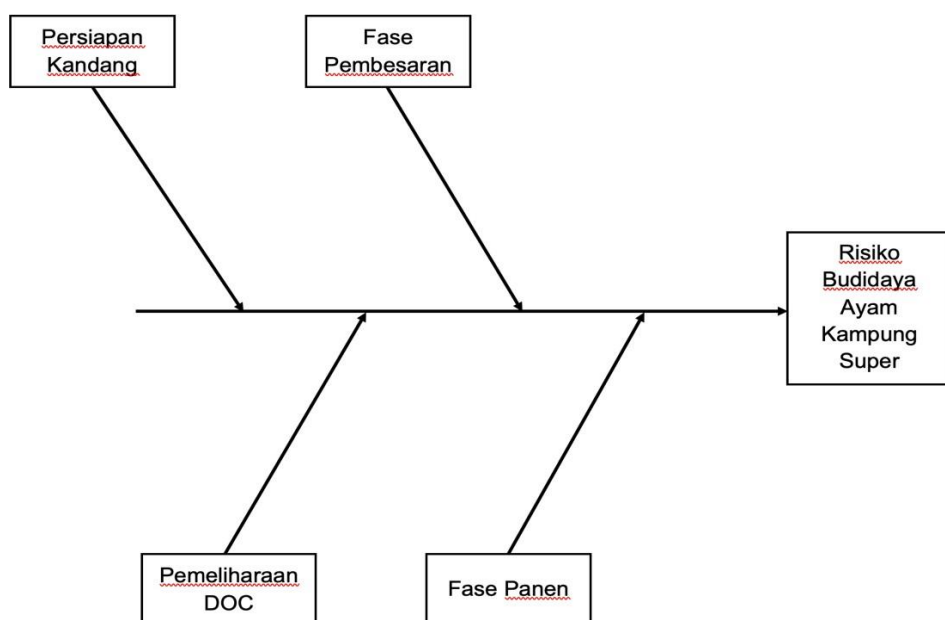 Persiapan
Kandang
Fase
Pembesaran
Risiko
Budidaya
Ayam
Kampung
Super
Pemeliharaan
DOC
Fase Panen